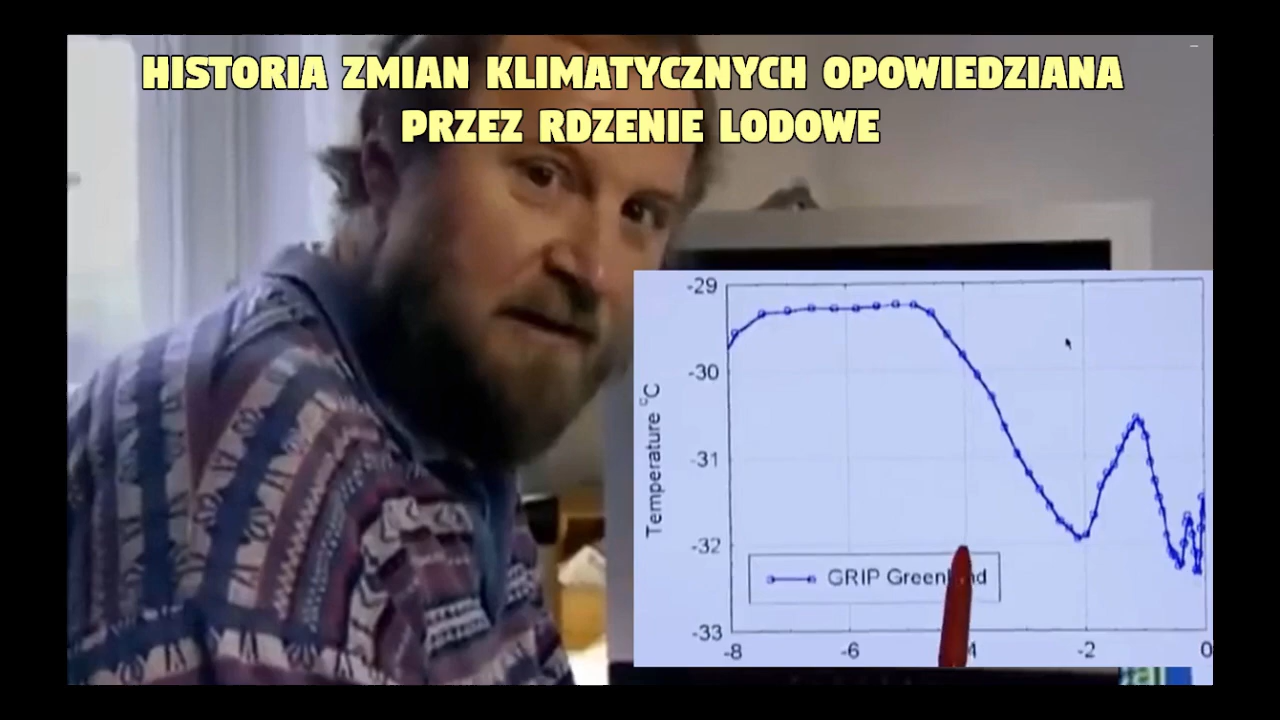 HISTORIA ZMIAN KLIMATYCZNYCH OPOWIEDZIANA
PRZEZ RDZENIE LODOWE
-29
-30
-31
-32
-33
Temperature °C
GRIP
-8
-6
-2
0